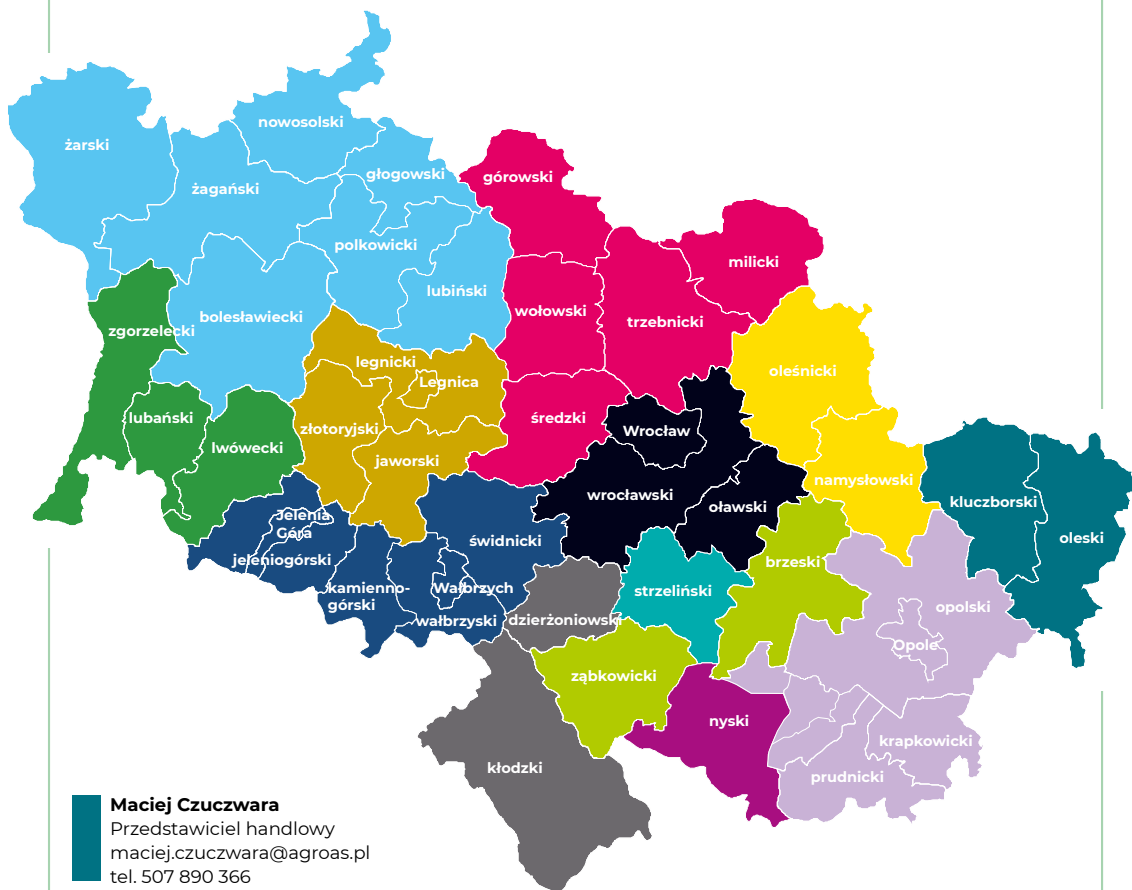 nowosolski
żarski
głogowski
górowski
żagański
polkowicki
milicki
lubiński
wołowski
bolesławiecki
trzebnicki
zgorzelecki
legnicki
oleśnicki
Legnica
lubański
średzki
złotoryjski
Wrocław
lwówecki
jaworski
namysłowski
wrocławski
kluczborski
oławski
Jelenia
Góra
oleski
świdnicki
jeleniogórski
brzeski
kamienno-
górski
Wałbrzych
strzeliński
opolski
wałbrzyski
dzierżoniowski
Opole
ząbkowicki
nyski
krapkowicki
kłodzki
prudnicki
Maciej Czuczwara
Przedstawiciel handlowy
maciej.czuczwara@agroas.pl
tel. 507 890 366